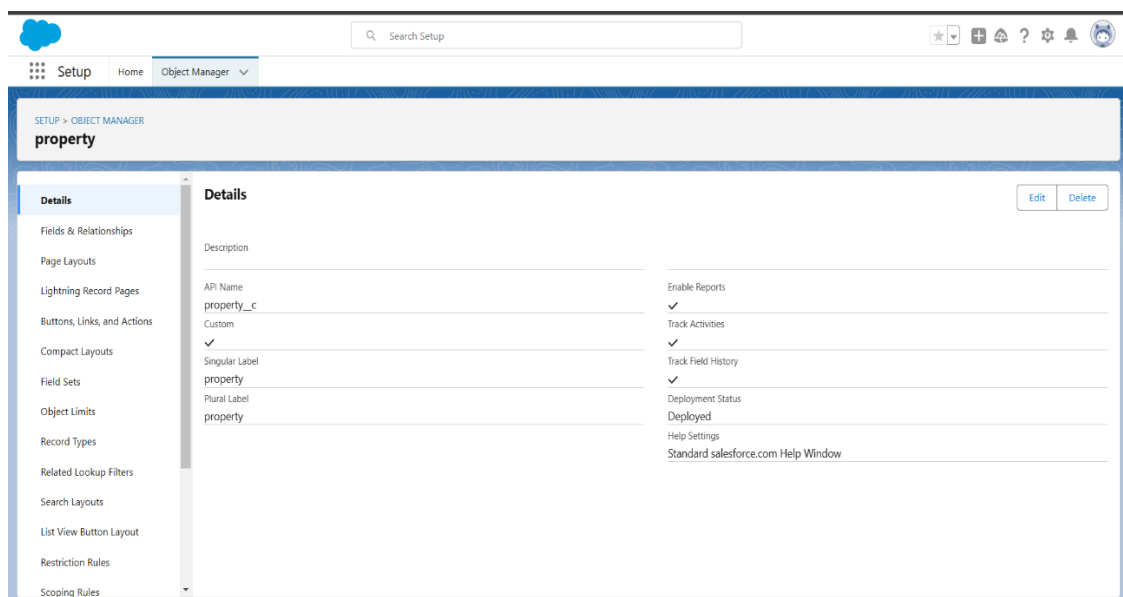 Search Setup
Setup
Home
Object Manager
SETUP > OBJECT MANAGER
property
Details
Fields & Relationships
Page Layouts
Lightning Record Pages
Buttons, Links, and Actions
Compact Layouts
Field Sets
Object Limits
Record Types
Related Lookup Filters
Search Layouts
List View Button Layout
Restriction Rules
Scoping Rules
Details
Edit
Delete
Description
API Name
property__c
Custom
Singular Label
property
Plural Label
property
Enable Reports
Track Activities
Track Field History
Deployment Status
Deployed
Help Settings
Standard salesforce.com Help Window